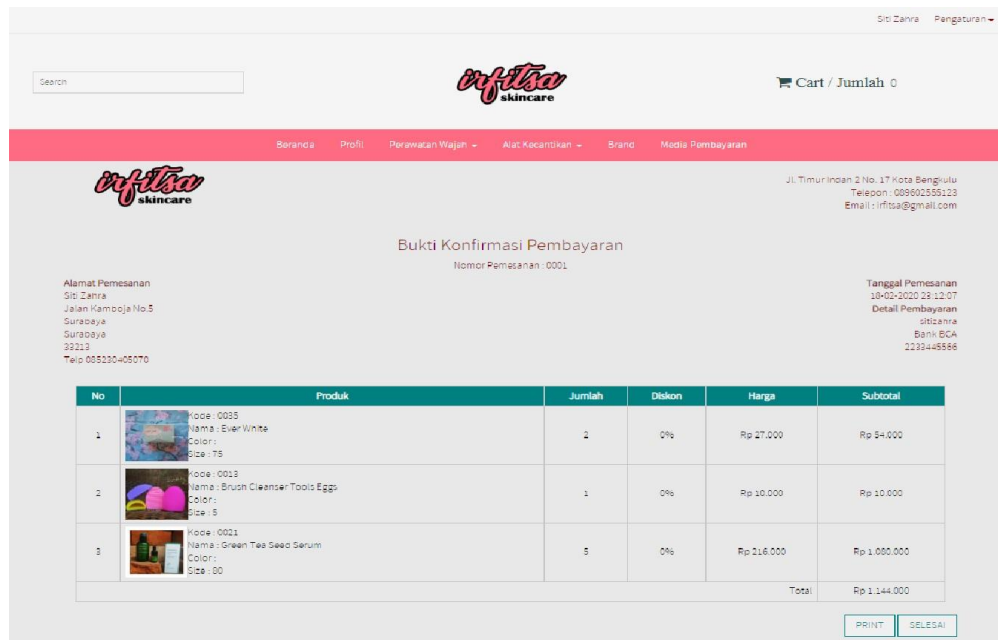 Siti Zahra Pengaturan
Search
irfitsa
skincare
Cart / Jumlah 0
Beranda Profil Perawatan Wajah Alat Kecantikan Brand Media Pembayaran
irfitsa
skincare
Jl. Timur Indah 2 No. 17 Kota Bengkulu
Telepon : 089602555123
Email : irfitsa@gmail.com
Bukti Konfirmasi Pembayaran
Nomor Pemesanan : 0001
Alamat Pemesanan
Siti Zahra
Jalan Kamboja No.5
Surabaya
Surabaya
33213
Telp 085230405070
Tanggal Pemesanan
18-02-2020 23:12:07
Detail Pembayaran
sitizahra
Bank BCA
2233445566
No Produk Jumlah Diskon Harga Subtotal
1 Kode : 0035
Nama : Ever White
Color :
Size : 75
2 0% Rp 27.000 Rp 54.000
2 Kode : 0013
Nama : Brush Cleanser Tools Eggs
Color :
Size : 5
1 0% Rp 10.000 Rp 10.000
3 Kode : 0021
Nama : Green Tea Seed Serum
Color :
Size : 80
5 0% Rp 216.000 Rp 1.080.000
Total Rp 1.144.000
PRINT SELESAI